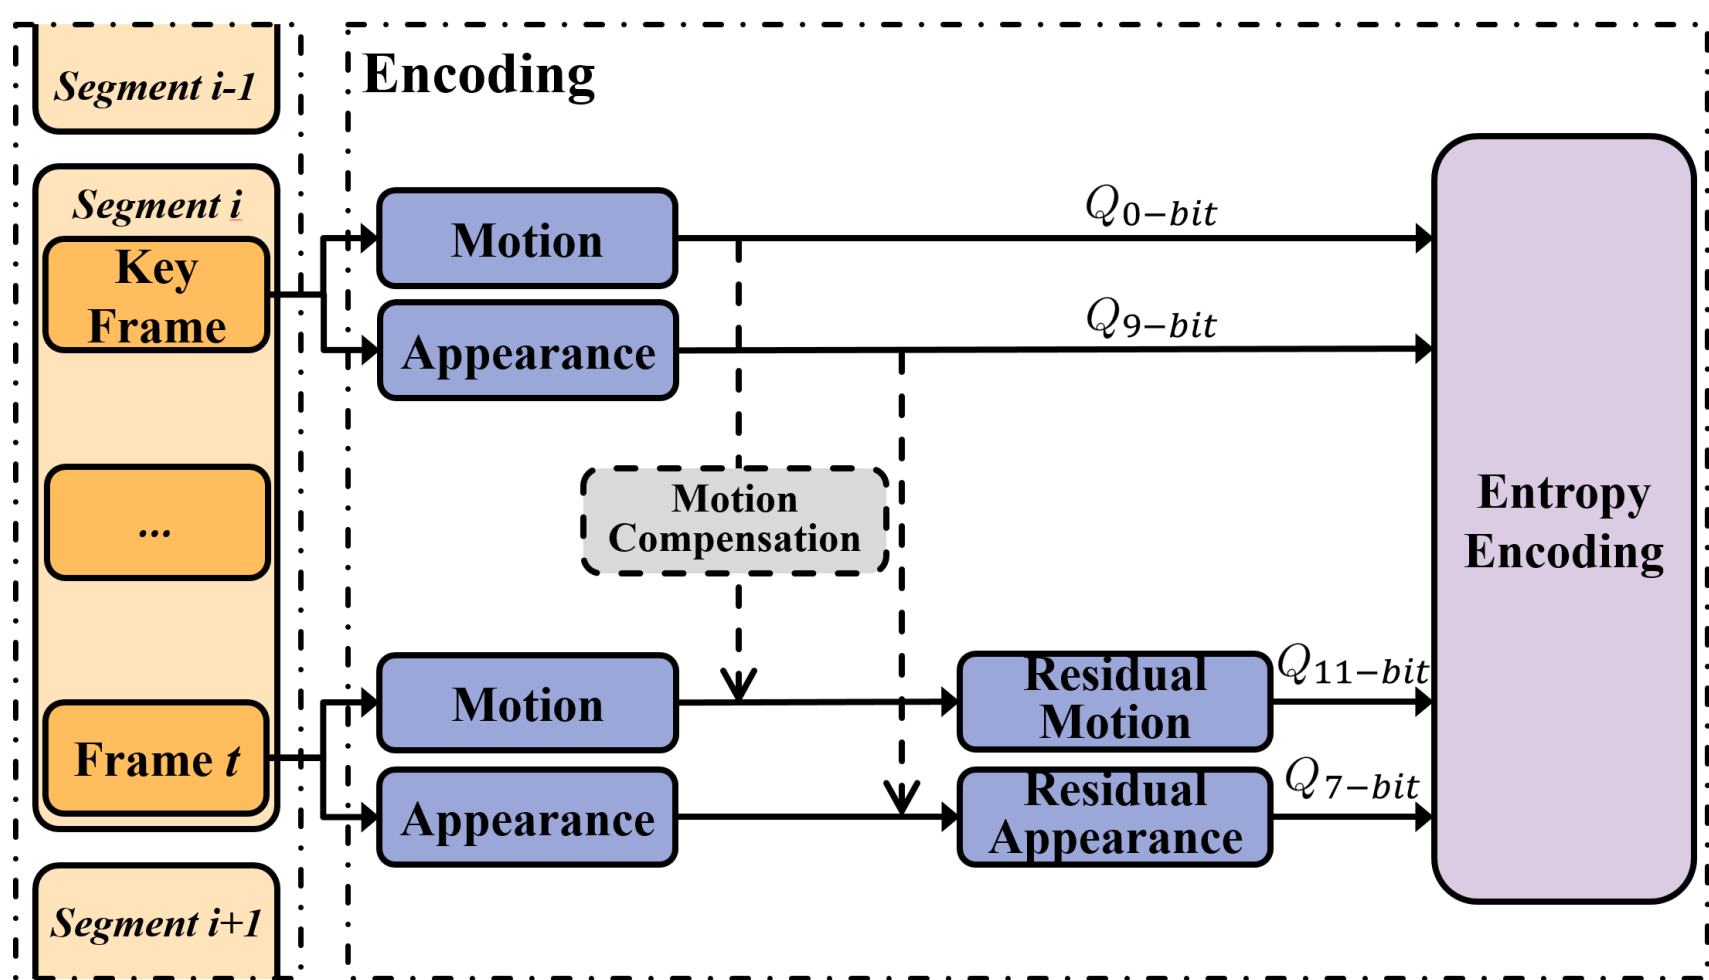 Segment i-1
Encoding
Segment i
Key
Frame
...
Frame t
Segment i+1
Motion
Q0-bit
Appearance
Q9-bit
Motion
Compensation
Motion
Residual
Motion
Q11-bit
Appearance
Residual
Appearance
Q7-bit
Entropy
Encoding